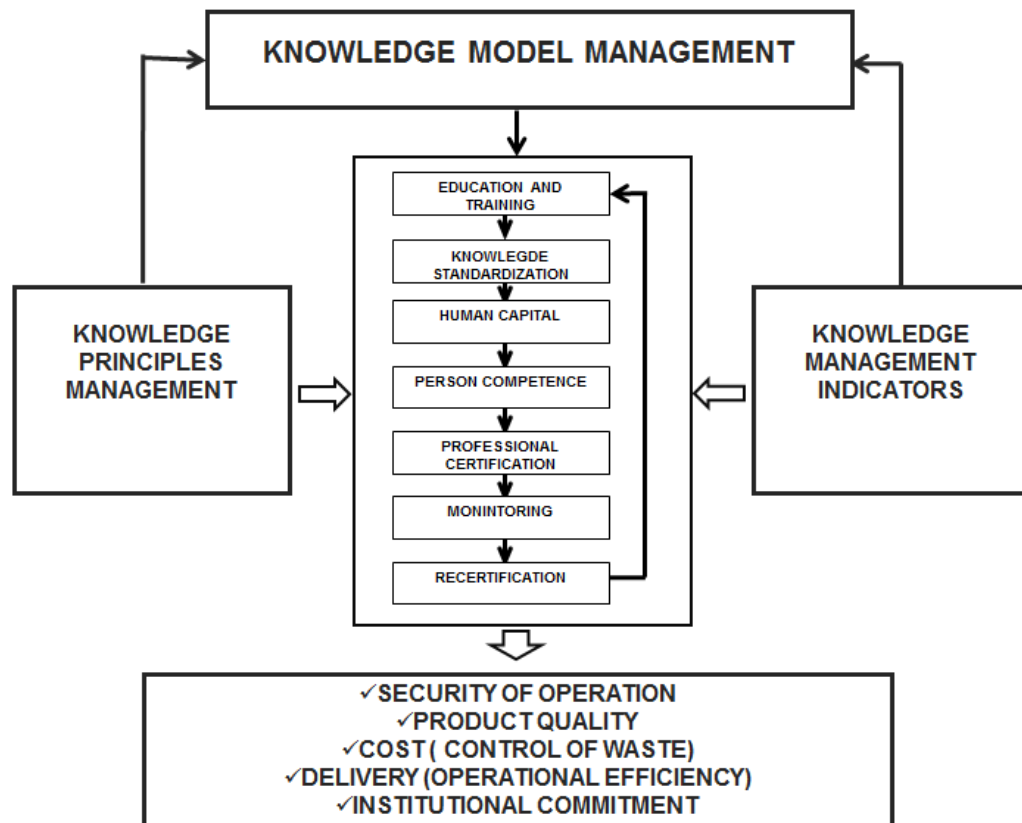 KNOWLEDGE MODEL MANAGEMENT
EDUCATION AND
TRAINING
KNOWLEGDE
STANDARDIZATION
HUMAN CAPITAL
PERSON COMPETENCE
PROFESSIONAL
CERTIFICATION
MONINTORING
RECERTIFICATION
KNOWLEDGE
PRINCIPLES
MANAGEMENT
KNOWLEDGE
MANAGEMENT
INDICATORS
✓SECURITY OF OPERATION
✓PRODUCT QUALITY
✓COST ( CONTROL OF WASTE)
✓DELIVERY (OPERATIONAL EFFICIENCY)
✓INSTITUTIONAL COMMITMENT